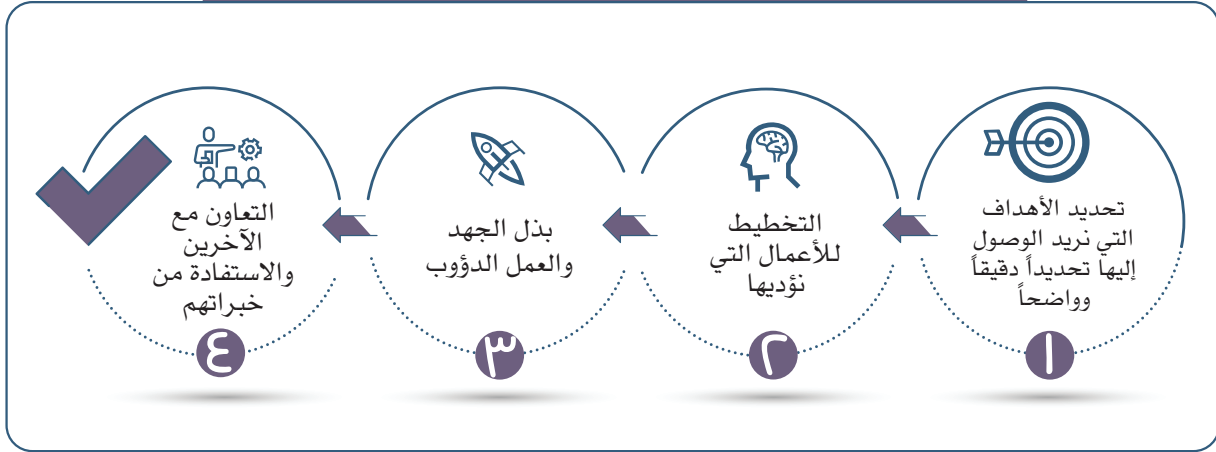 تحديد الأهداف
التي نريد الوصول
إليها تحديداً دقيقاً
وواضحاً
١
التخطيط
للأعمال التي
نؤديها
٢
بذل الجهد
والعمل الدؤوب
٣
التعاون مع
الآخرين
والاستفادة من
خبراتهم
٤